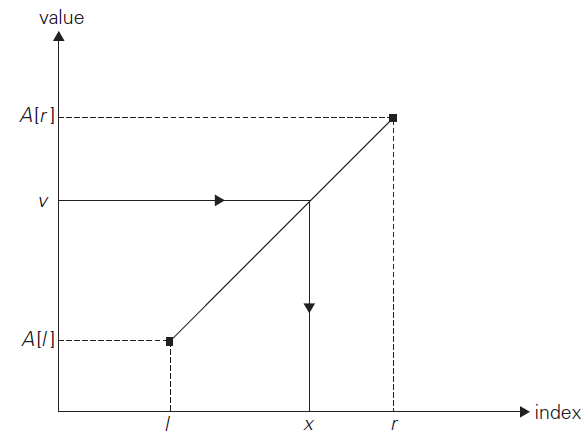 value
A[r]
v
A[l]
l
x
r
index